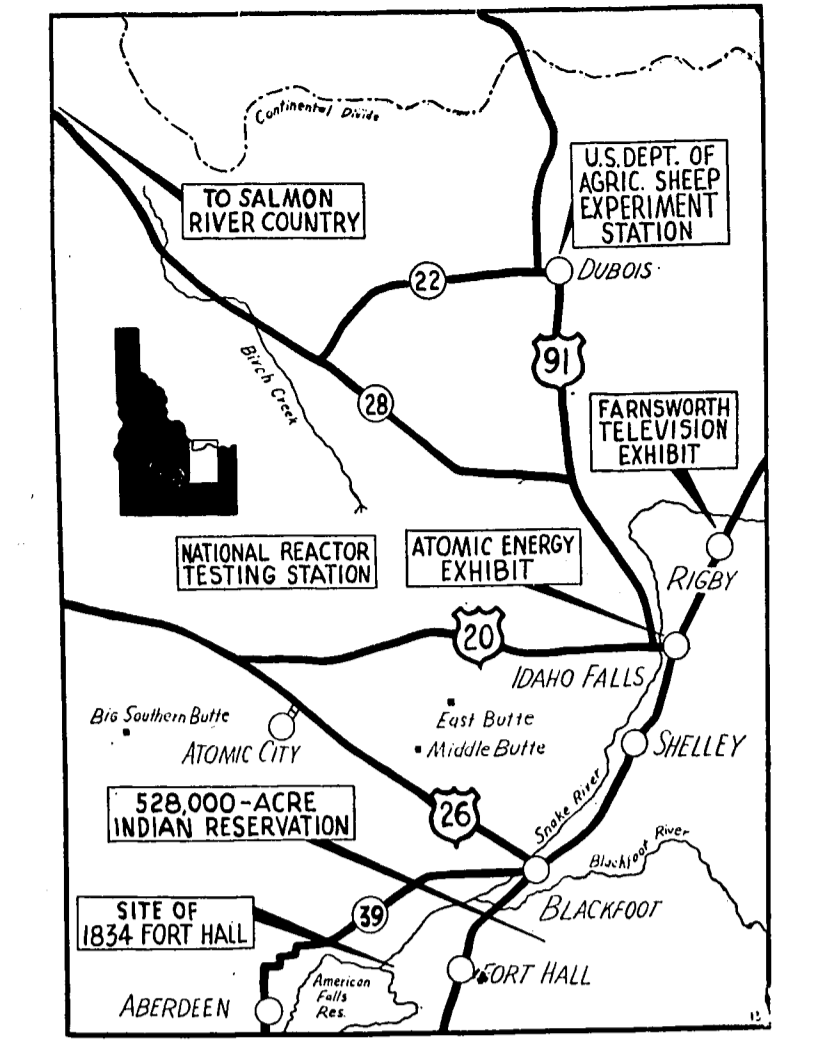 Continental Divide
TO SALMON
RIVER COUNTRY
U.S. DEPT. OF
AGRIC. SHEEP
EXPERIMENT
STATION
22
DUBOIS
91
Birch Creek
28
FARNSWORTH
TELEVISION
EXHIBIT
NATIONAL REACTOR
TESTING STATION
ATOMIC ENERGY
EXHIBIT
RIGBY
20
IDAHO FALLS
Big Southern Butte
ATOMIC CITY
East Butte
Middle Butte
SHELLEY
528,000-ACRE
INDIAN RESERVATION
26
Snake River
Blackfoot River
BLACKFOOT
SITE OF
1834 FORT HALL
39
FORT HALL
American
Falls
Res.
ABERDEEN